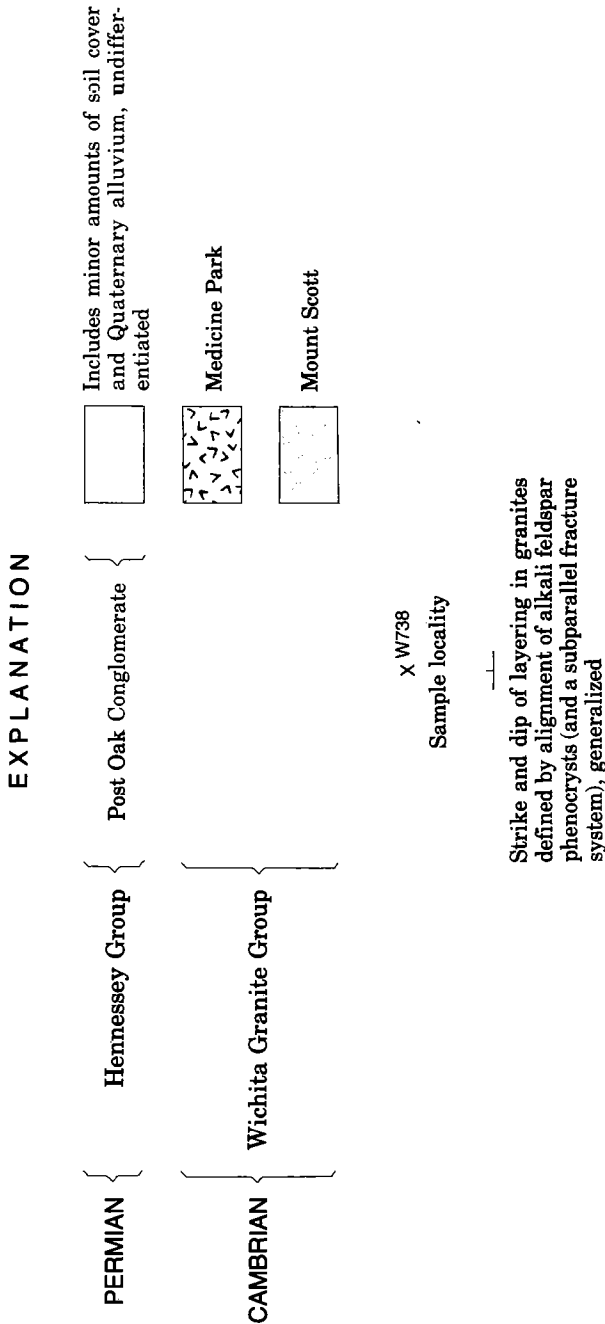 EXPLANATION
PERMIAN
Hennessey Group
Post Oak Conglomerate
Includes minor amounts of soil cover
and Quaternary alluvium, undiffer-
entiated
CAMBRIAN
Wichita Granite Group
Medicine Park
Mount Scott
X W738
Sample locality
Strike and dip of layering in granites
defined by alignment of alkali feldspar
phenocrysts (and a subparallel fracture
system), generalized